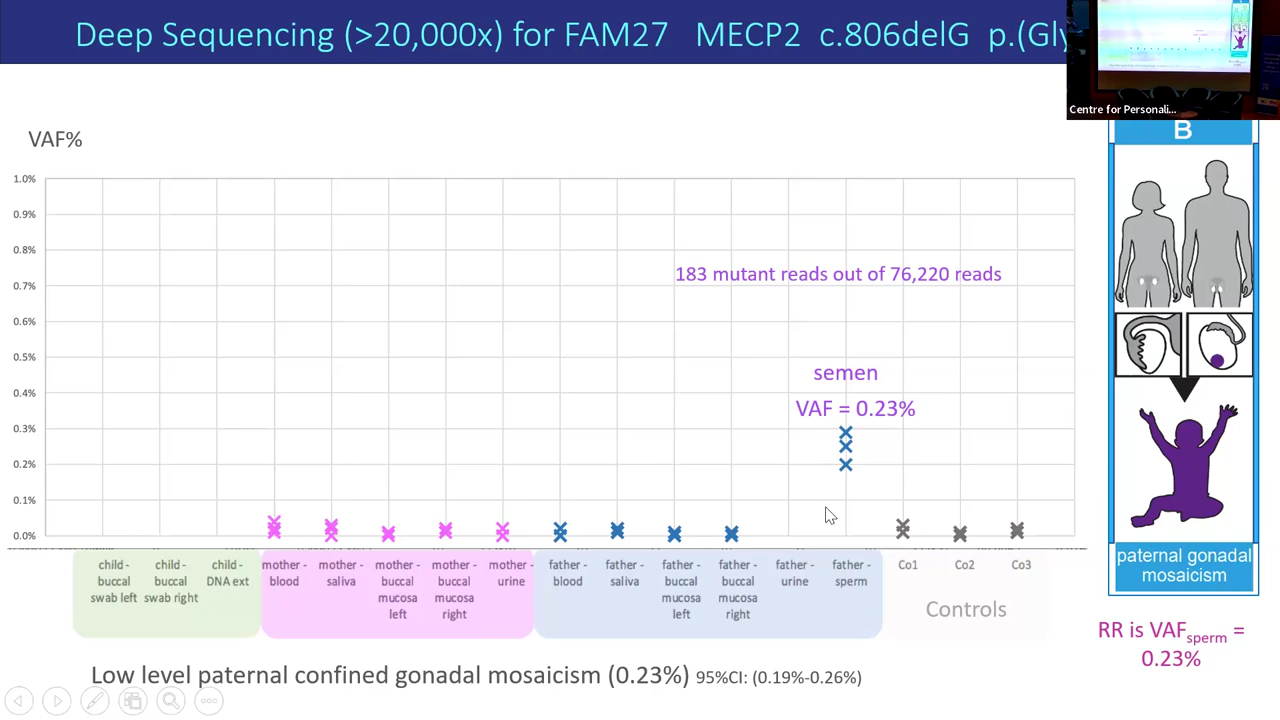 Deep Sequencing (>20,000x) for FAM27 MECP2 c.806delG
Centre for Personali...
VAF%
1.0%
0.9%
0.8%
0.7%
0.6%
0.5%
0.4%
0.3%
0.2%
0.1%
0.0%
183 mutant reads out of 76,220 reads
semen
VAF = 0.23%
child - buccal swab left
child - buccal swab right
child - DNA ext
mother - blood
mother - saliva
mother - buccal mucosa left
mother - buccal mucosa right
mother - urine
father - blood
father - saliva
father - buccal mucosa left
father - buccal mucosa right
father - urine
father - sperm
Co1
Co2
Co3
Controls
B
paternal gonadal
mosaicism
RR is VAFsperm =
0.23%
Low level paternal confined gonadal mosaicism (0.23%) 95%CI: (0.19%-0.26%)